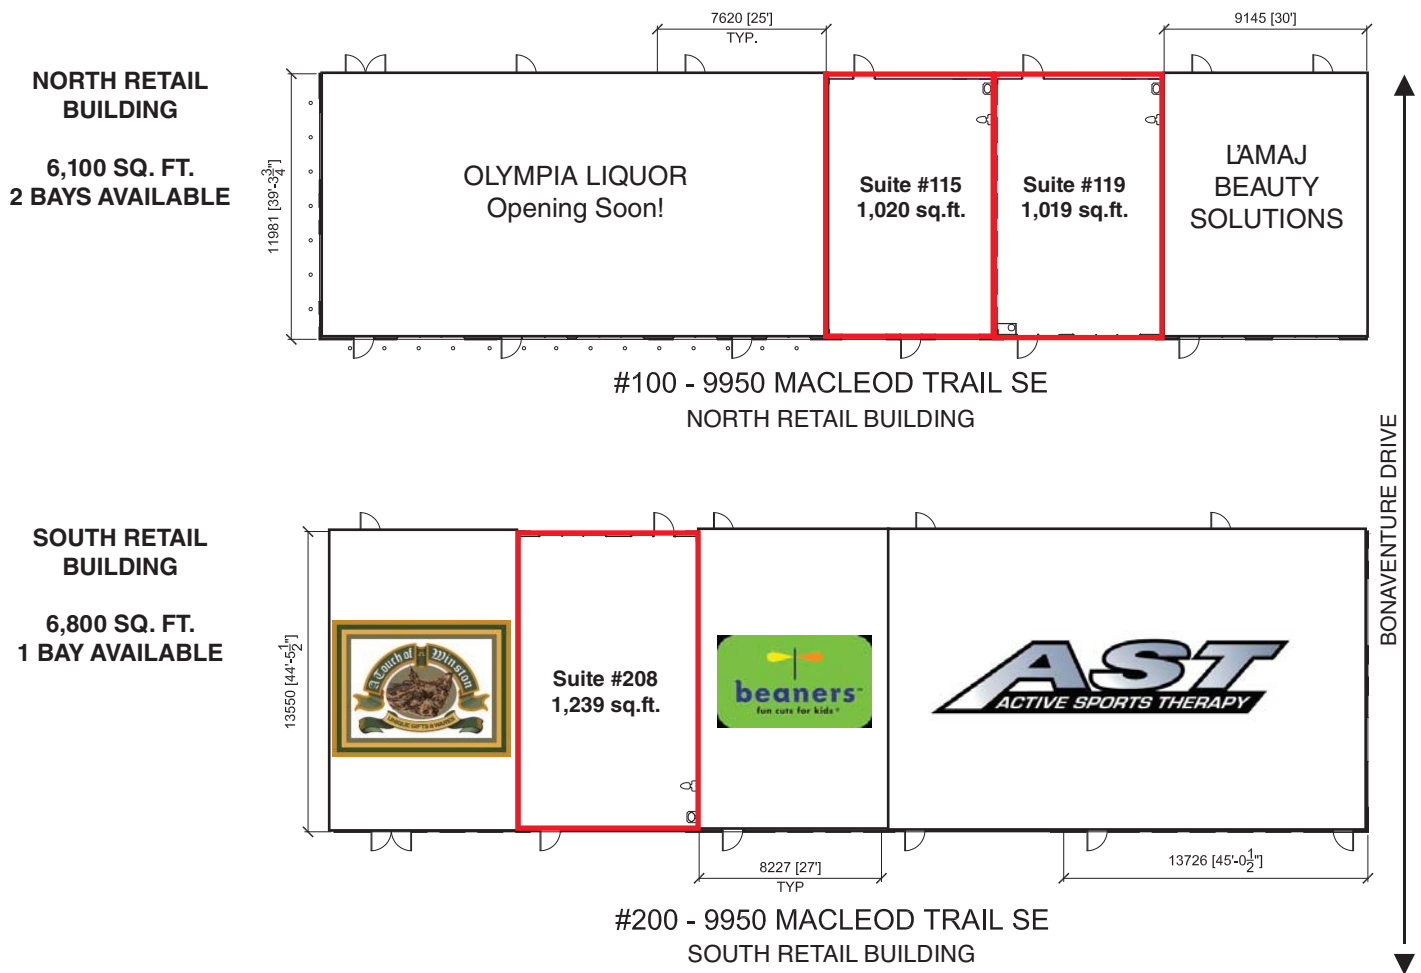 7620 [25']
TYP.
9145 [30']
NORTH RETAIL
BUILDING
6,100 SQ. FT.
2 BAYS AVAILABLE
11981 [39'-3 3/4"]
OLYMPIA LIQUOR
Opening Soon!
Suite #115
1,020 sq.ft.
Suite #119
1,019 sq.ft.
L'AMAJ
BEAUTY
SOLUTIONS
#100 - 9950 MACLEOD TRAIL SE
NORTH RETAIL BUILDING
BONAVENTURE DRIVE
SOUTH RETAIL
BUILDING
6,800 SQ. FT.
1 BAY AVAILABLE
13550 [44'-5 1/2"]
A Touch of Winston
UNIQUE GIFTS & WARES
Suite #208
1,239 sq.ft.
beaners™
fun cuts for kids
AST
ACTIVE SPORTS THERAPY
8227 [27']
TYP
13726 [45'-0 1/2"]
#200 - 9950 MACLEOD TRAIL SE
SOUTH RETAIL BUILDING